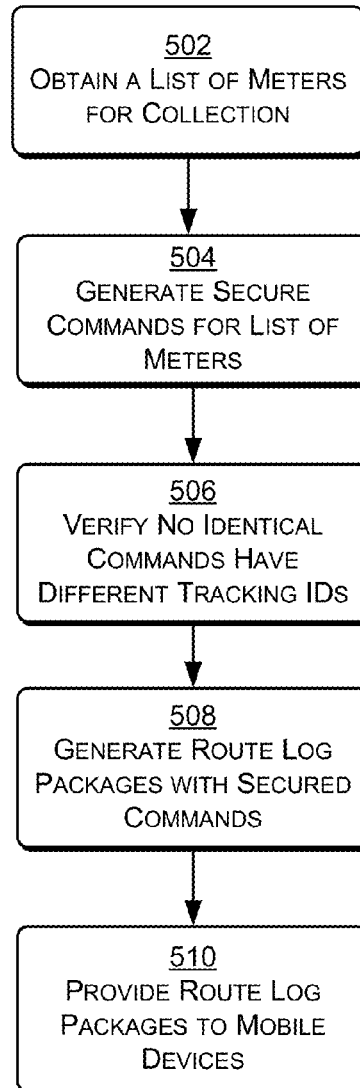 502
OBTAIN A LIST OF METERS
FOR COLLECTION
504
GENERATE SECURE
COMMANDS FOR LIST OF
METERS
506
VERIFY NO IDENTICAL
COMMANDS HAVE
DIFFERENT TRACKING IDS
508
GENERATE ROUTE LOG
PACKAGES WITH SECURED
COMMANDS
510
PROVIDE ROUTE LOG
PACKAGES TO MOBILE
DEVICES